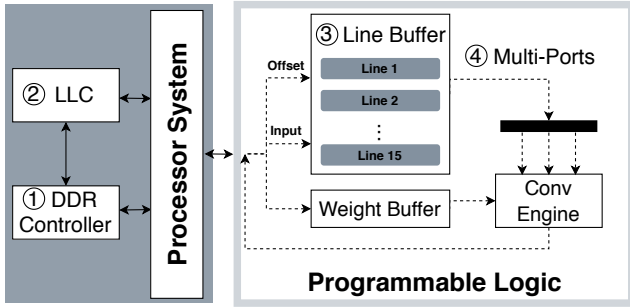 ② LLC
① DDR
Controller
Processor System
③ Line Buffer
Offset
Input
Line 1
Line 2
⋮
Line 15
Weight Buffer
④ Multi-Ports
Conv
Engine
Programmable Logic